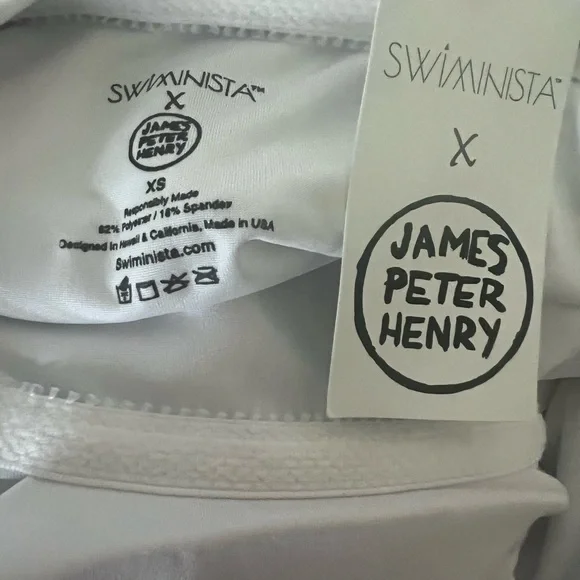 SWIMINISTA™
X
JAMES
PETER
HENRY
XS
Responsibly Made
82% Polyester / 18% Spandex
Designed in Hawaii & California, Made in USA
Swiminista.com
SWIMINISTA™
X
JAMES
PETER
HENRY